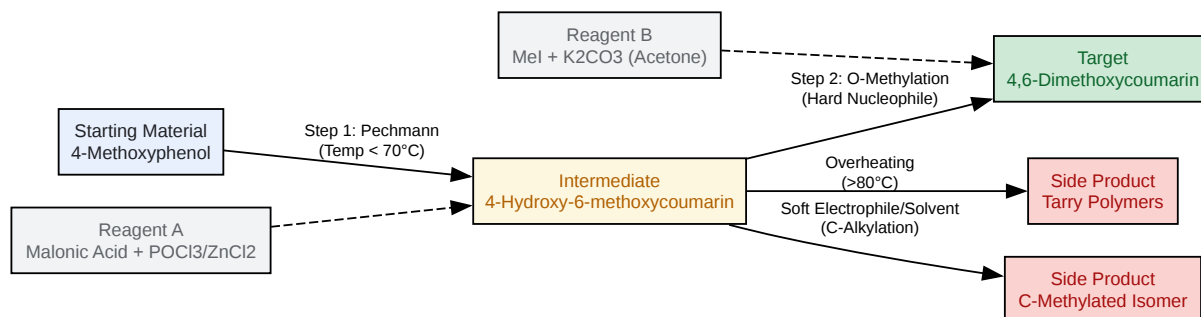 Reagent B
MeI + K2CO3 (Acetone)
Target
4,6-Dimethoxycoumarin
Step 2: O-Methylation
(Hard Nucleophile)
Starting Material
4-Methoxyphenol
Step 1: Pechmann
(Temp < 70°C)
Intermediate
4-Hydroxy-6-methoxycoumarin
Overheating
(>80°C)
Side Product
Tarry Polymers
Reagent A
Malonic Acid + POCl3/ZnCl2
Soft Electrophile/Solvent
(C-Alkylation)
Side Product
C-Methylated Isomer